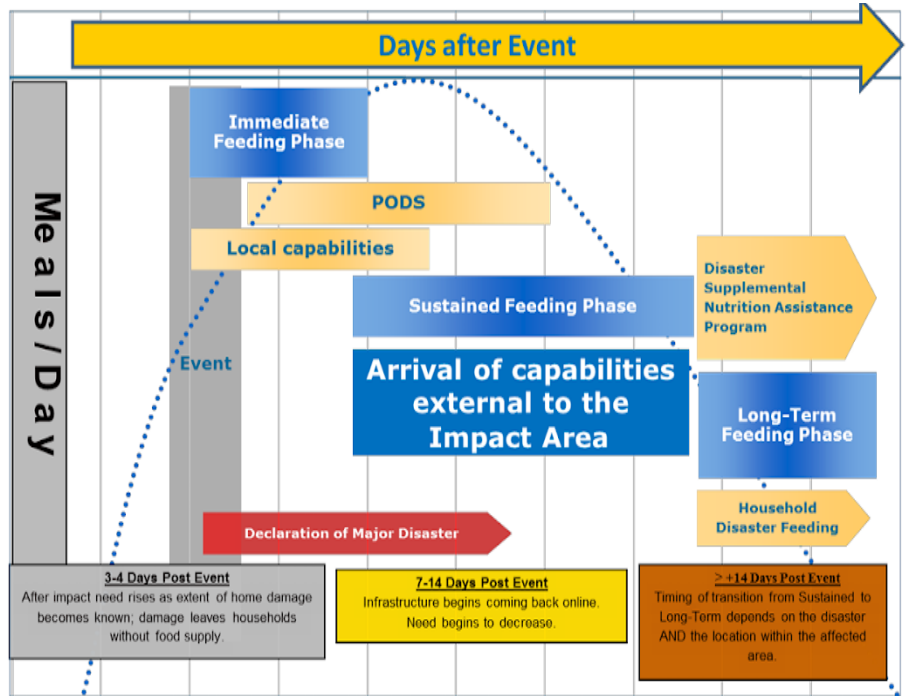 Days after Event
Meals/Day
Immediate
Feeding Phase
PODS
Local capabilities
Event
Sustained Feeding Phase
Arrival of capabilities
external to the
Impact Area
Disaster
Supplemental
Nutrition Assistance
Program
Long-Term
Feeding Phase
Household
Disaster Feeding
Declaration of Major Disaster
3-4 Days Post Event
After impact need rises as extent of home damage
becomes known; damage leaves households
without food supply.
7-14 Days Post Event
Infrastructure begins coming back online.
Need begins to decrease.
> +14 Days Post Event
Timing of transition from Sustained to
Long-Term depends on the disaster
AND the location within the affected
area.